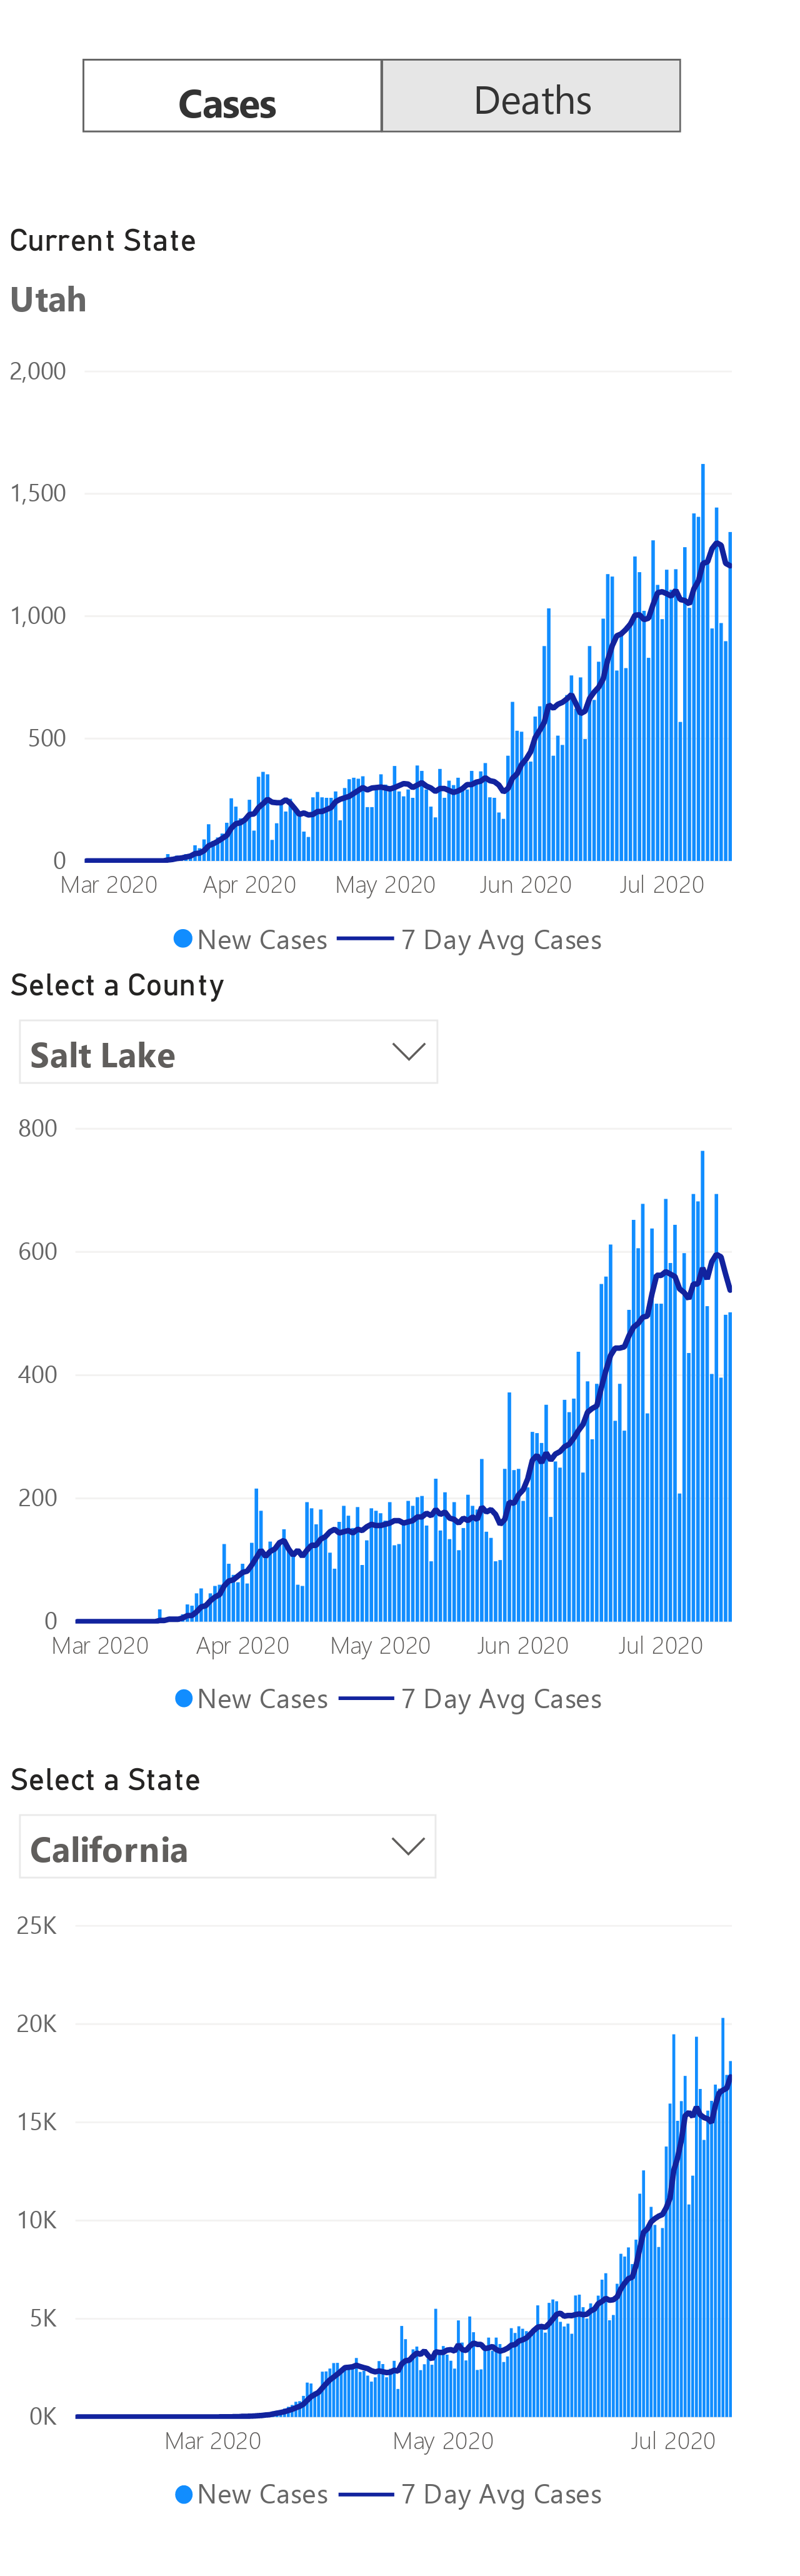 Cases Deaths
Current State
Utah
2,000
1,500
1,000
500
0
Mar 2020 Apr 2020 May 2020 Jun 2020 Jul 2020
New Cases 7 Day Avg Cases
Select a County
Salt Lake
800
600
400
200
0
Mar 2020 Apr 2020 May 2020 Jun 2020 Jul 2020
New Cases 7 Day Avg Cases
Select a State
California
25K
20K
15K
10K
5K
0K
Mar 2020 May 2020 Jul 2020
New Cases 7 Day Avg Cases